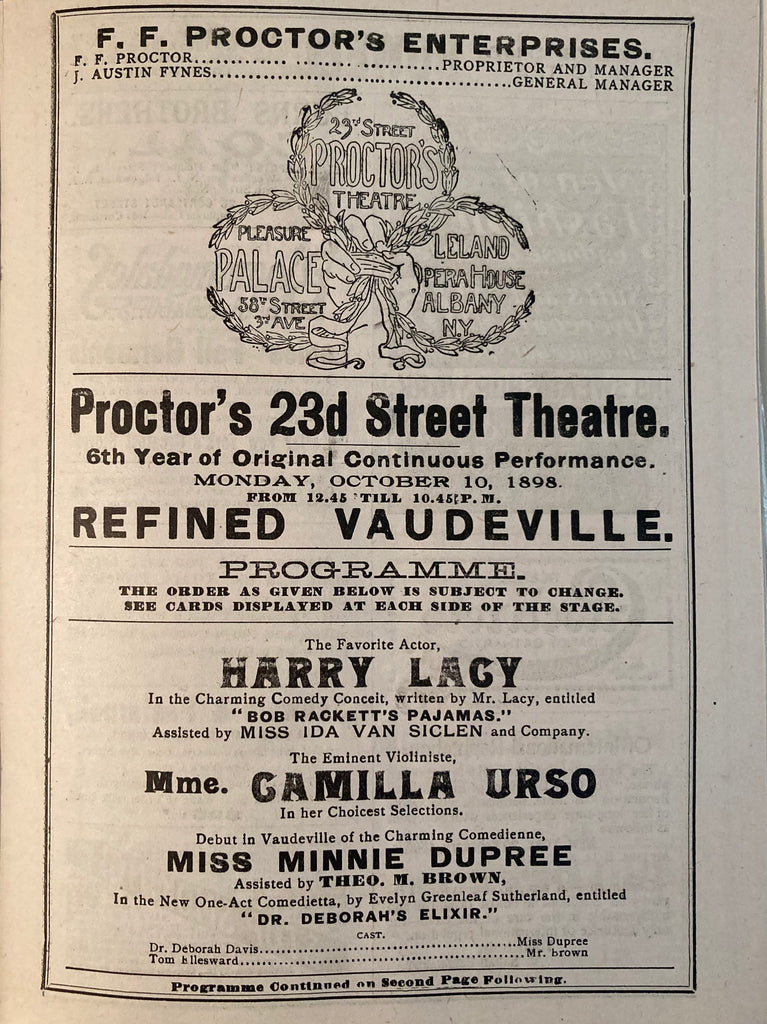 F. F. PROCTOR'S ENTERPRISES.
F. F. PROCTOR.......... .............................PROPRIETOR AND MANAGER
J. AUSTIN FYNES.............................................GENERAL MANAGER
23rd STREET
PROCTOR'S
THEATRE
PLEASURE
PALACE
58th STREET
3rd AVE
LELAND
OPERA HOUSE
ALBANY
N.Y.
Proctor's 23d Street Theatre.
6th Year of Original Continuous Performance.
MONDAY, OCTOBER 10, 1898.
FROM 12.45 'TILL 10.45 P. M.
REFINED VAUDEVILLE.
PROGRAMME.
THE ORDER AS GIVEN BELOW IS SUBJECT TO CHANGE.
SEE CARDS DISPLAYED AT EACH SIDE OF THE STAGE.
The Favorite Actor,
HARRY LACY
In the Charming Comedy Conceit, written by Mr. Lacy, entitled
"BOB RACKETT'S PAJAMAS."
Assisted by MISS IDA VAN SICLEN and Company.
The Eminent Violiniste,
Mme. CAMILLA URSO
In her Choicest Selections.
Debut in Vaudeville of the Charming Comedienne,
MISS MINNIE DUPREE
Assisted by THEO. M. BROWN,
In the New One-Act Comedietta, by Evelyn Greenleaf Sutherland, entitled
"DR. DEBORAH'S ELIXIR."
CAST.
Dr. Deborah Davis........................................Miss Dupree
Tom Ellesward............................................Mr. Brown
Programme Continued on Second Page Following.